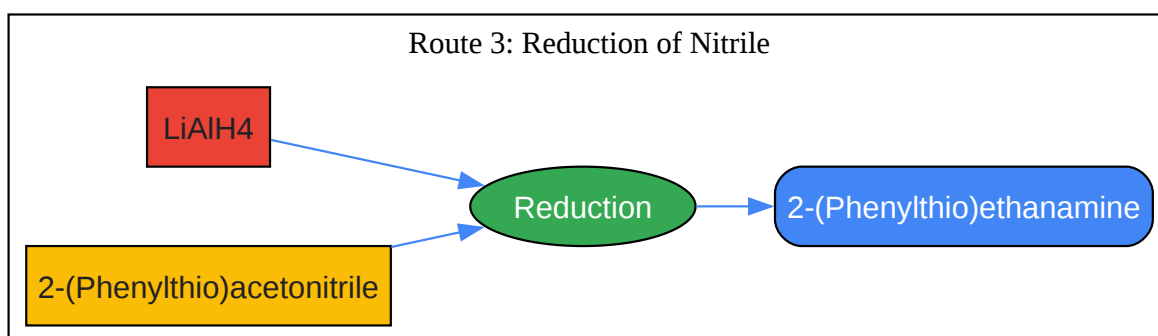 Route 3: Reduction of Nitrile
LiAlH4
Reduction
2-(Phenylthio)ethanamine
2-(Phenylthio)acetonitrile